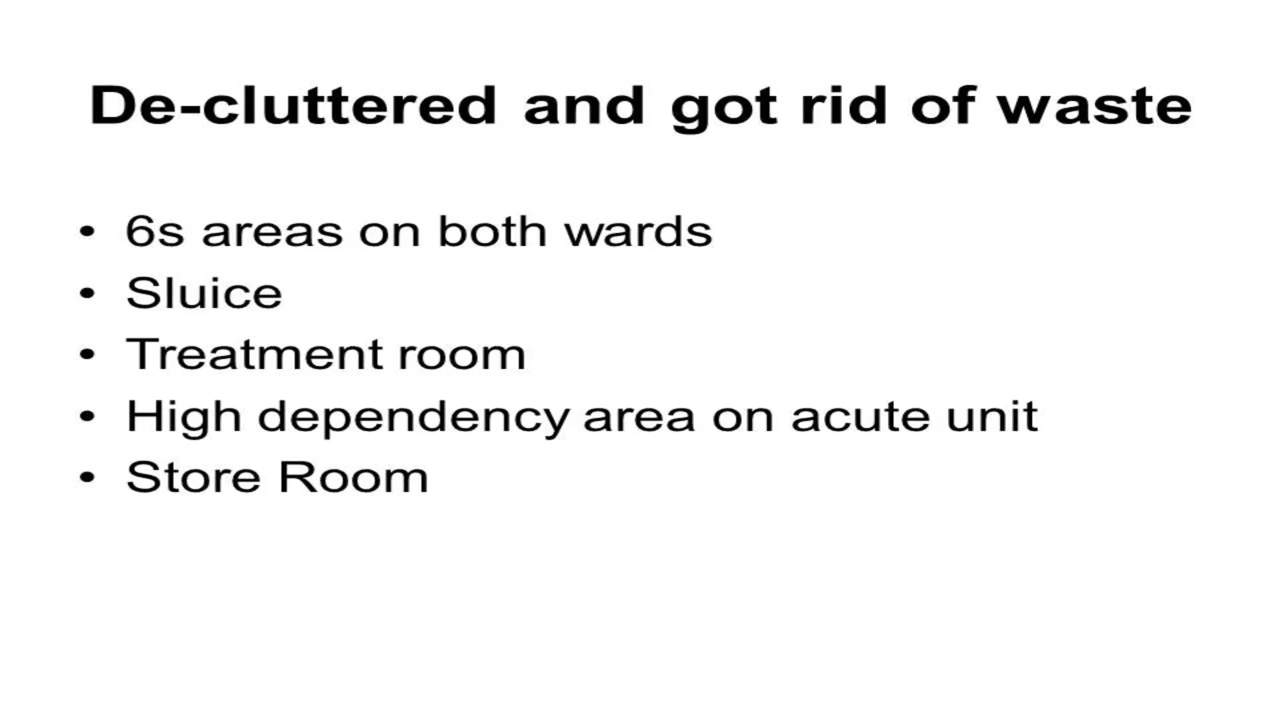 De-cluttered and got rid of waste
• 6s areas on both wards
• Sluice
• Treatment room
• High dependency area on acute unit
• Store Room